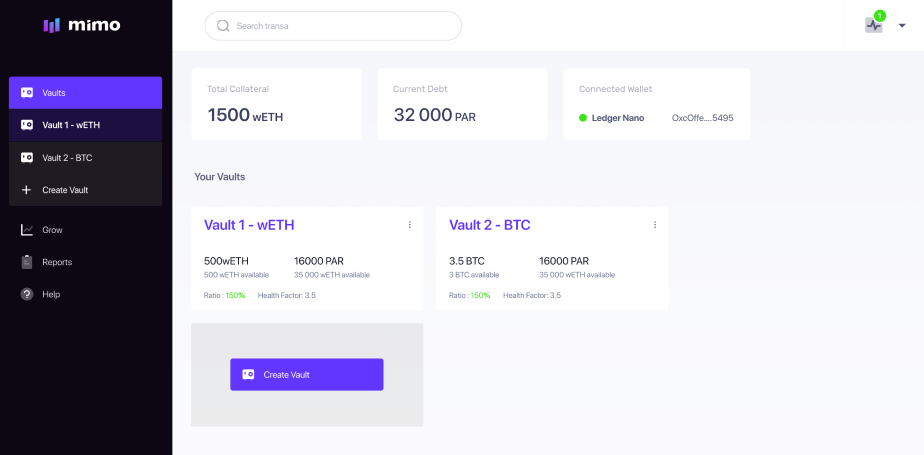 mimo
Search transa
1
Vaults
Vault 1 - wETH
Vault 2 - BTC
Create Vault
Grow
Reports
Help
Total Collateral
1500 wETH
Current Debt
32 000 PAR
Connected Wallet
Ledger Nano
OxcOffe....5495
Your Vaults
Vault 1 - wETH
500wETH
16000 PAR
500 wETH available
35 000 wETH available
Ratio : 150%
Health Factor: 3.5
Vault 2 - BTC
3.5 BTC
16000 PAR
3 BTC available
35 000 wETH available
Ratio : 150%
Health Factor: 3.5
Create Vault